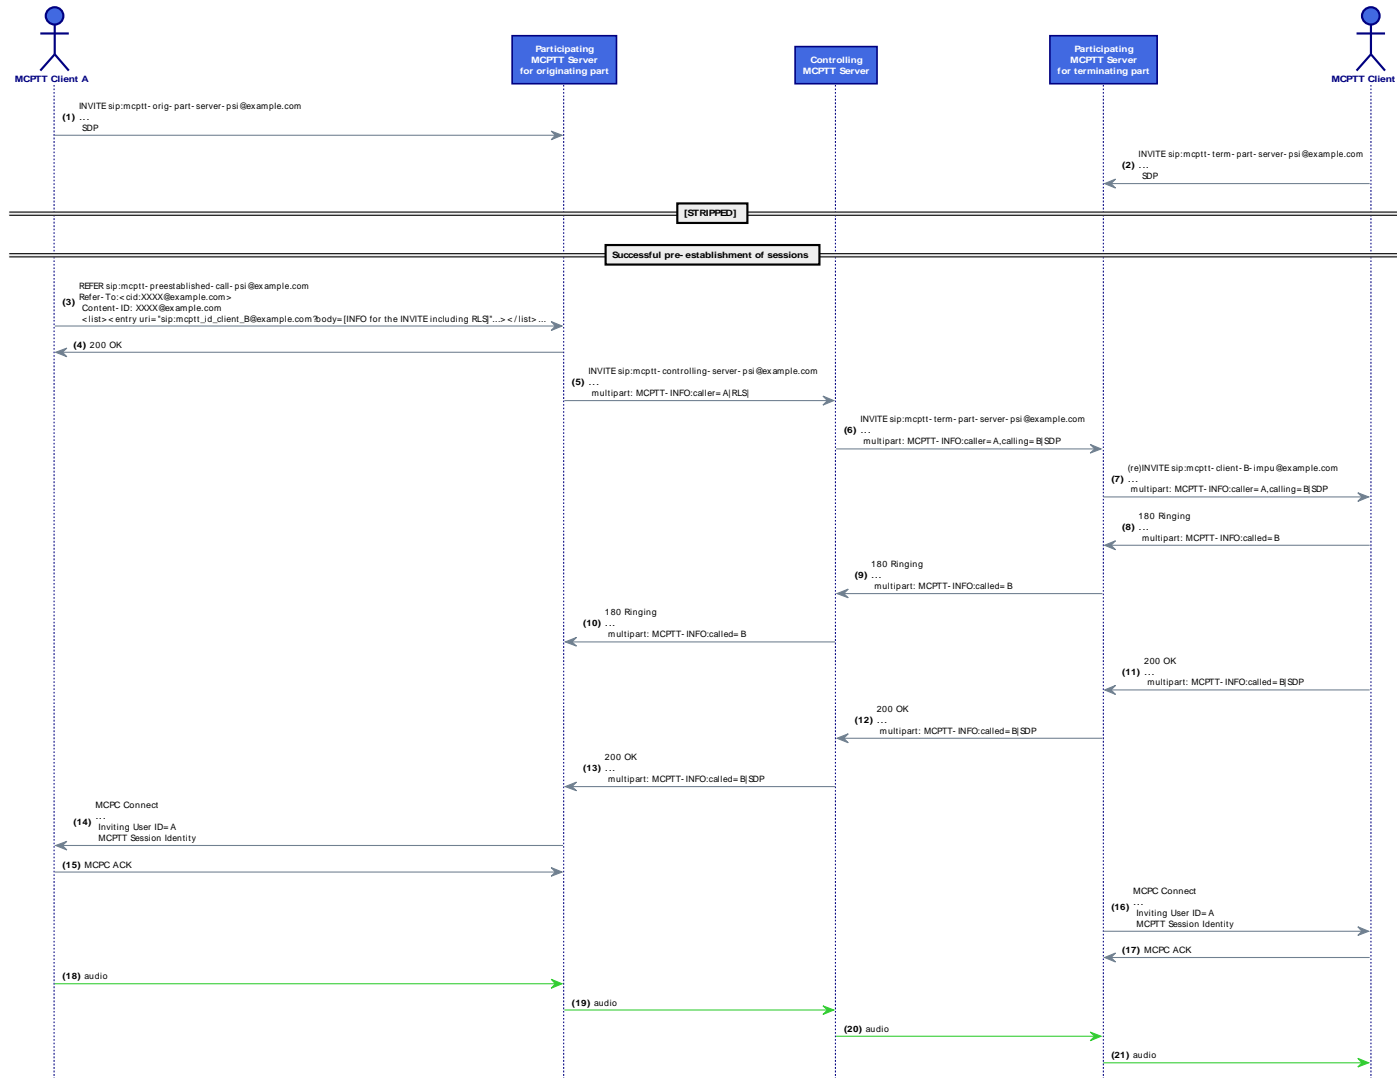 MCPTT Client A
Participating
MCPTT Server
for originating part
Controlling
MCPTT Server
Participating
MCPTT Server
for terminating part
MCPTT Client
INVITE sip:mcptt-orig-part-server-psi@example.com
(1) ...
SDP
INVITE sip:mcptt-term-part-server-psi@example.com
(2) ...
SDP
[STRIPPED]
Successful pre-establishment of sessions
REFER sip:mcptt-preestablished-call-psi@example.com
Refer-To:<cid:XXXX@example.com>
(3)
Content-ID: XXXX@example.com
<list><entry uri="sip:mcptt_id_client_B@example.com?body=[INFO for the INVITE including RLS]"...></list>...
(4) 200 OK
INVITE sip:mcptt-controlling-server-psi@example.com
(5) ...
multipart: MCPTT-INFO:caller=A|RLS|
INVITE sip:mcptt-term-part-server-psi@example.com
(6) ...
multipart: MCPTT-INFO:caller=A,calling=B|SDP
(re)INVITE sip:mcptt-client-B-impu@example.com
(7) ...
multipart: MCPTT-INFO:caller=A,calling=B|SDP
180 Ringing
(8) ...
multipart: MCPTT-INFO:called=B
180 Ringing
(9) ...
multipart: MCPTT-INFO:called=B
180 Ringing
(10) ...
multipart: MCPTT-INFO:called=B
200 OK
(11) ...
multipart: MCPTT-INFO:called=B|SDP
200 OK
(12) ...
multipart: MCPTT-INFO:called=B|SDP
200 OK
(13) ...
multipart: MCPTT-INFO:called=B|SDP
MCPC Connect
...
(14)
Inviting User ID=A
MCPTT Session Identity
(15) MCPC ACK
MCPC Connect
...
(16)
Inviting User ID=A
MCPTT Session Identity
(17) MCPC ACK
(18) audio
(19) audio
(20) audio
(21) audio